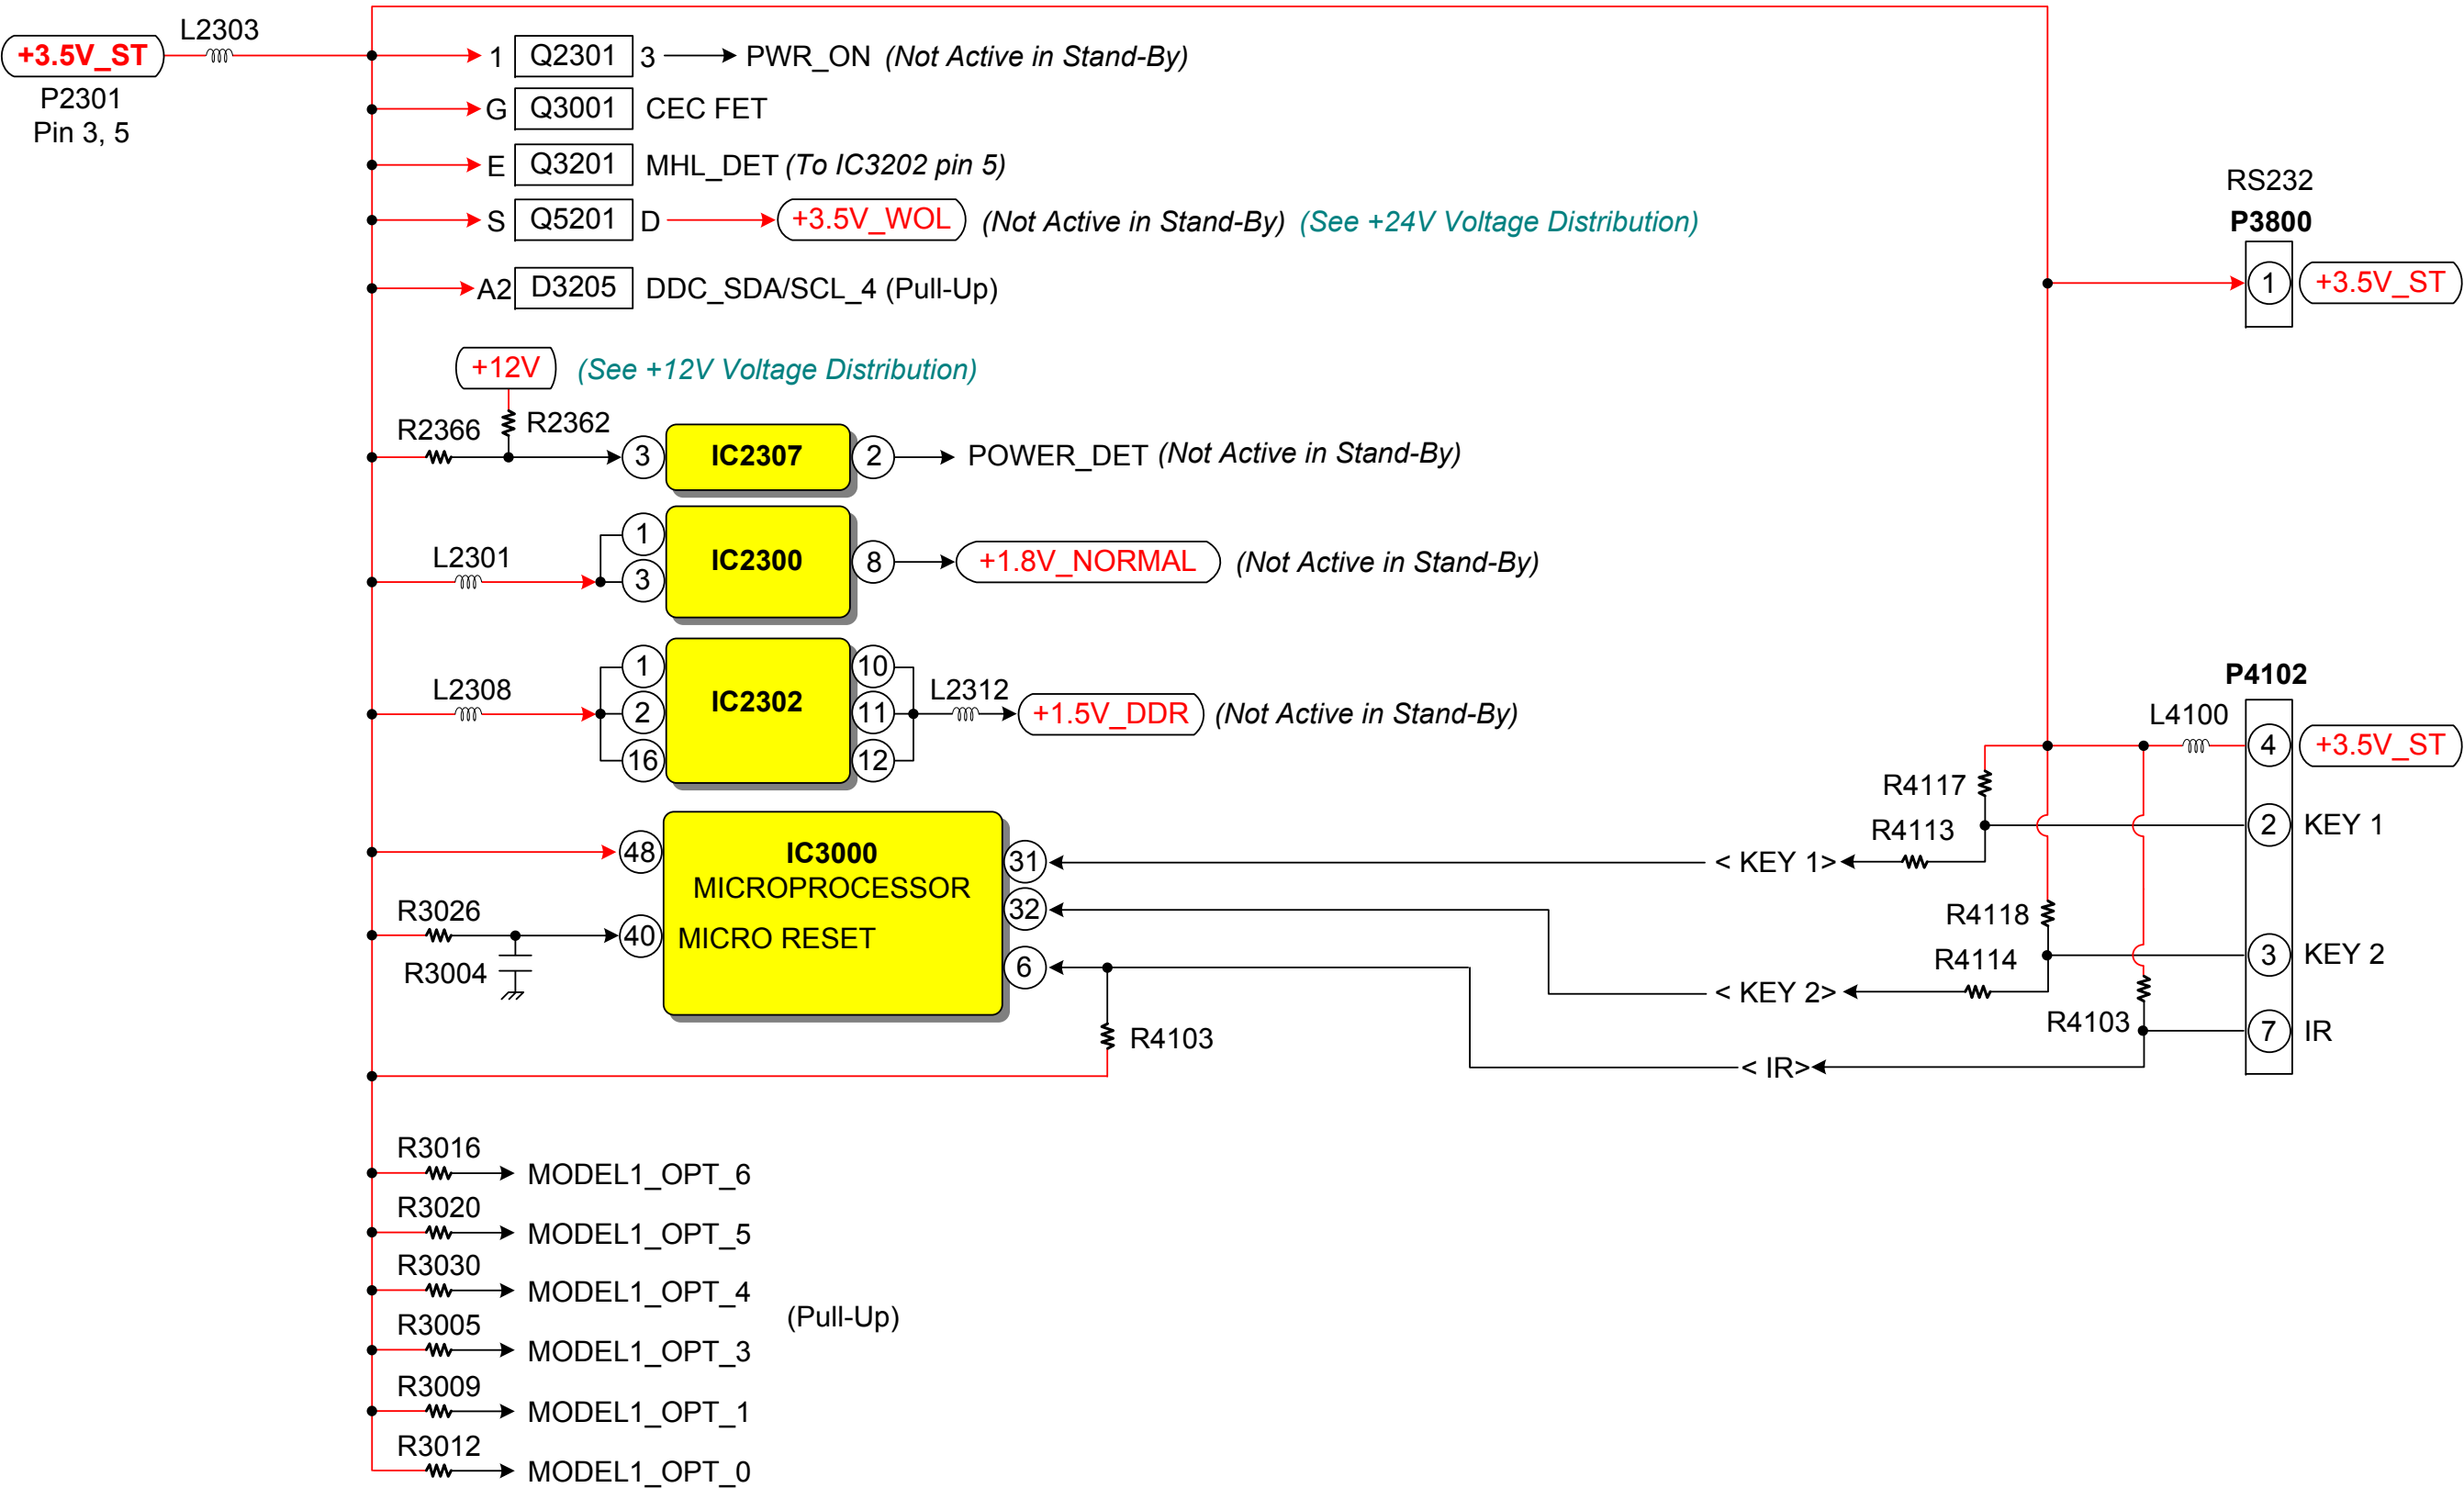 +3.5V_ST
P2301
Pin 3, 5
L2303
1 Q2301 3 PWR_ON (Not Active in Stand-By)
G Q3001 CEC FET
E Q3201 MHL_DET (To IC3202 pin 5)
S Q5201 D +3.5V_WOL (Not Active in Stand-By) (See +24V Voltage Distribution)
A2 D3205 DDC_SDA/SCL_4 (Pull-Up)
RS232
P3800
1 +3.5V_ST
+12V (See +12V Voltage Distribution)
R2366 R2362
3 IC2307 2 POWER_DET (Not Active in Stand-By)
L2301
1
3
IC2300
8 +1.8V_NORMAL (Not Active in Stand-By)
L2308
1
2
16
IC2302
10
11
12
L2312
+1.5V_DDR (Not Active in Stand-By)
48
IC3000
MICROPROCESSOR
R3026
R3004
40 MICRO RESET
31
32
6
R4103
< KEY 1>
< KEY 2>
< IR>
R4117
R4113
R4118
R4114
R4103
P4102
L4100
4 +3.5V_ST
2 KEY 1
3 KEY 2
7 IR
R3016
MODEL1_OPT_6
R3020
MODEL1_OPT_5
R3030
MODEL1_OPT_4
(Pull-Up)
R3005
MODEL1_OPT_3
R3009
MODEL1_OPT_1
R3012
MODEL1_OPT_0